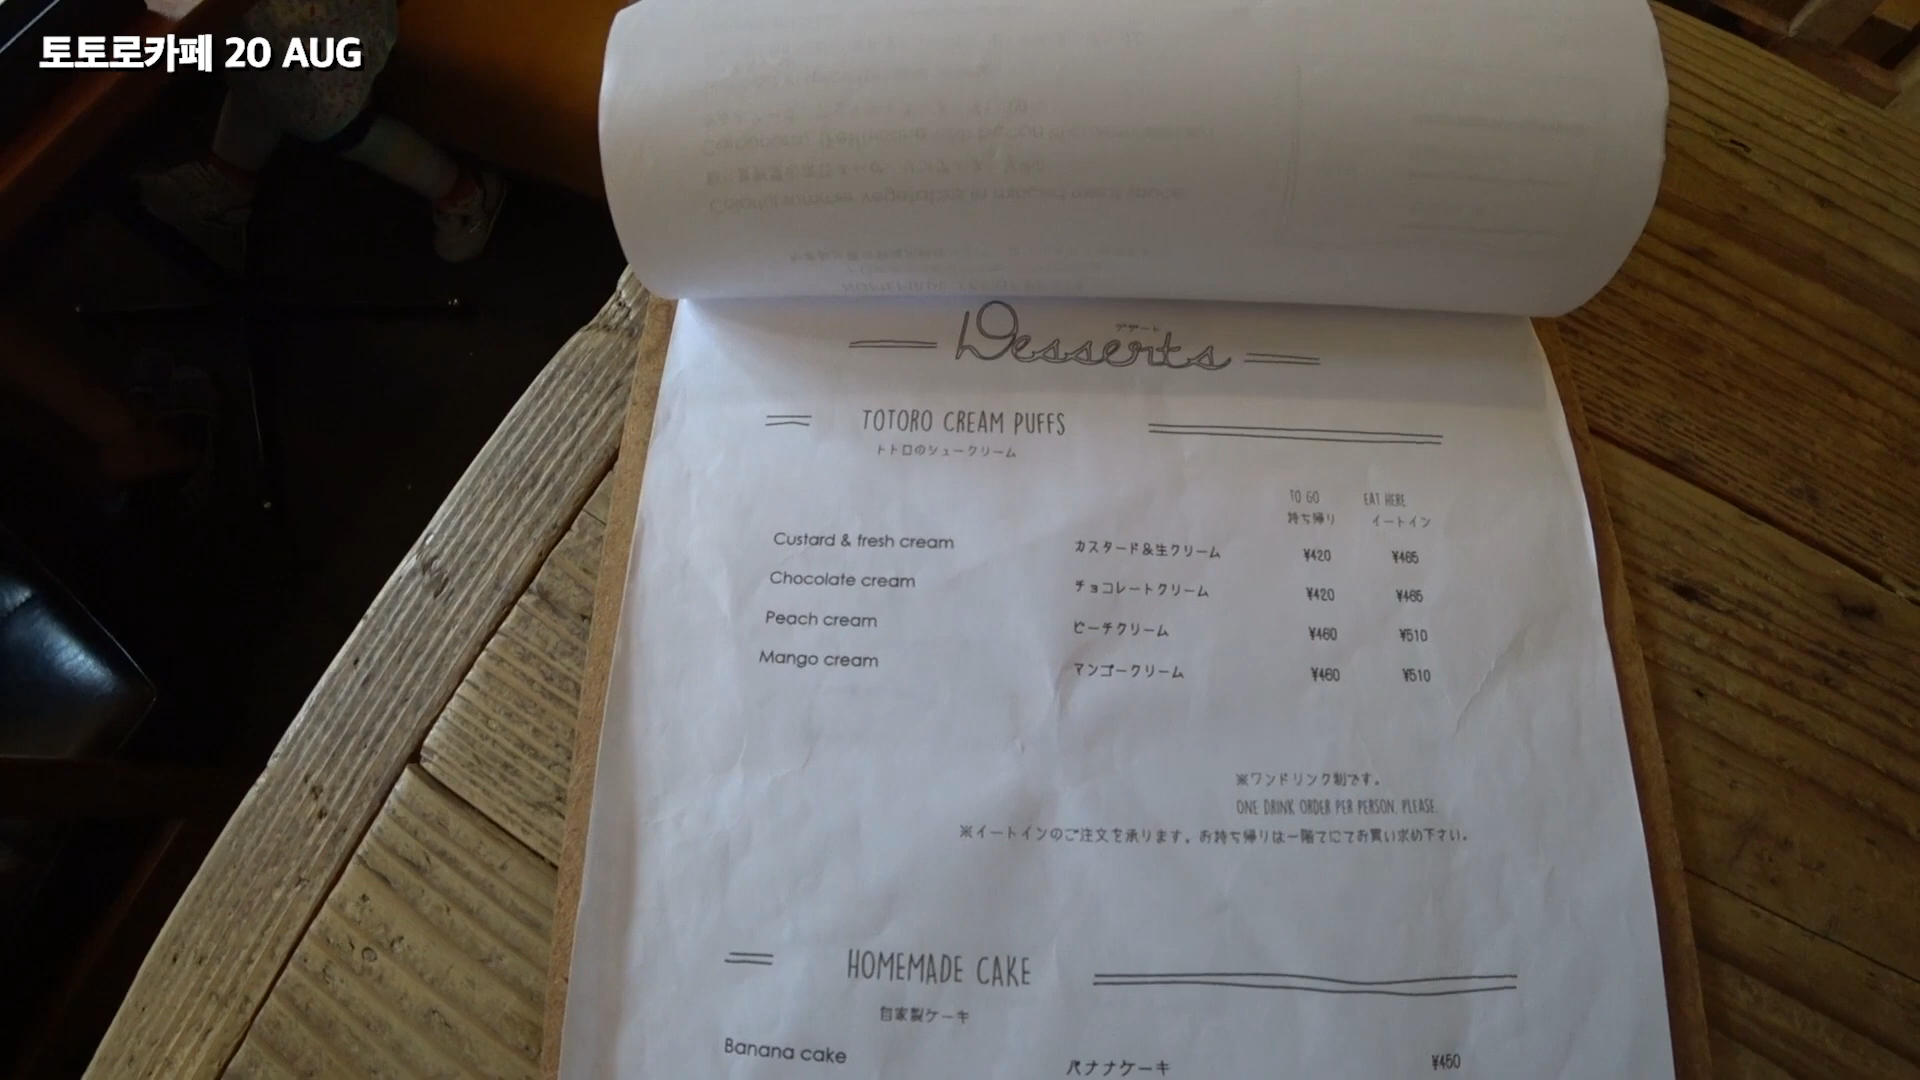 토토로카페 20 AUG
デザート
Desserts
TOTORO CREAM PUFFS
トトロのシュークリーム
TO GO EAT HERE
持ち帰り イートイン
Custard & fresh cream カスタード&生クリーム ¥420 ¥465
Chocolate cream チョコレートクリーム ¥420 ¥465
Peach cream ピーチクリーム ¥460 ¥510
Mango cream マンゴークリーム ¥460 ¥510
※ワンドリンク制です。
ONE DRINK ORDER PER PERSON, PLEASE.
※イートインのご注文を承ります。お持ち帰りは一階てにてお買い求め下さい。
HOMEMADE CAKE
自家製ケーキ
Banana cake バナナケーキ ¥450